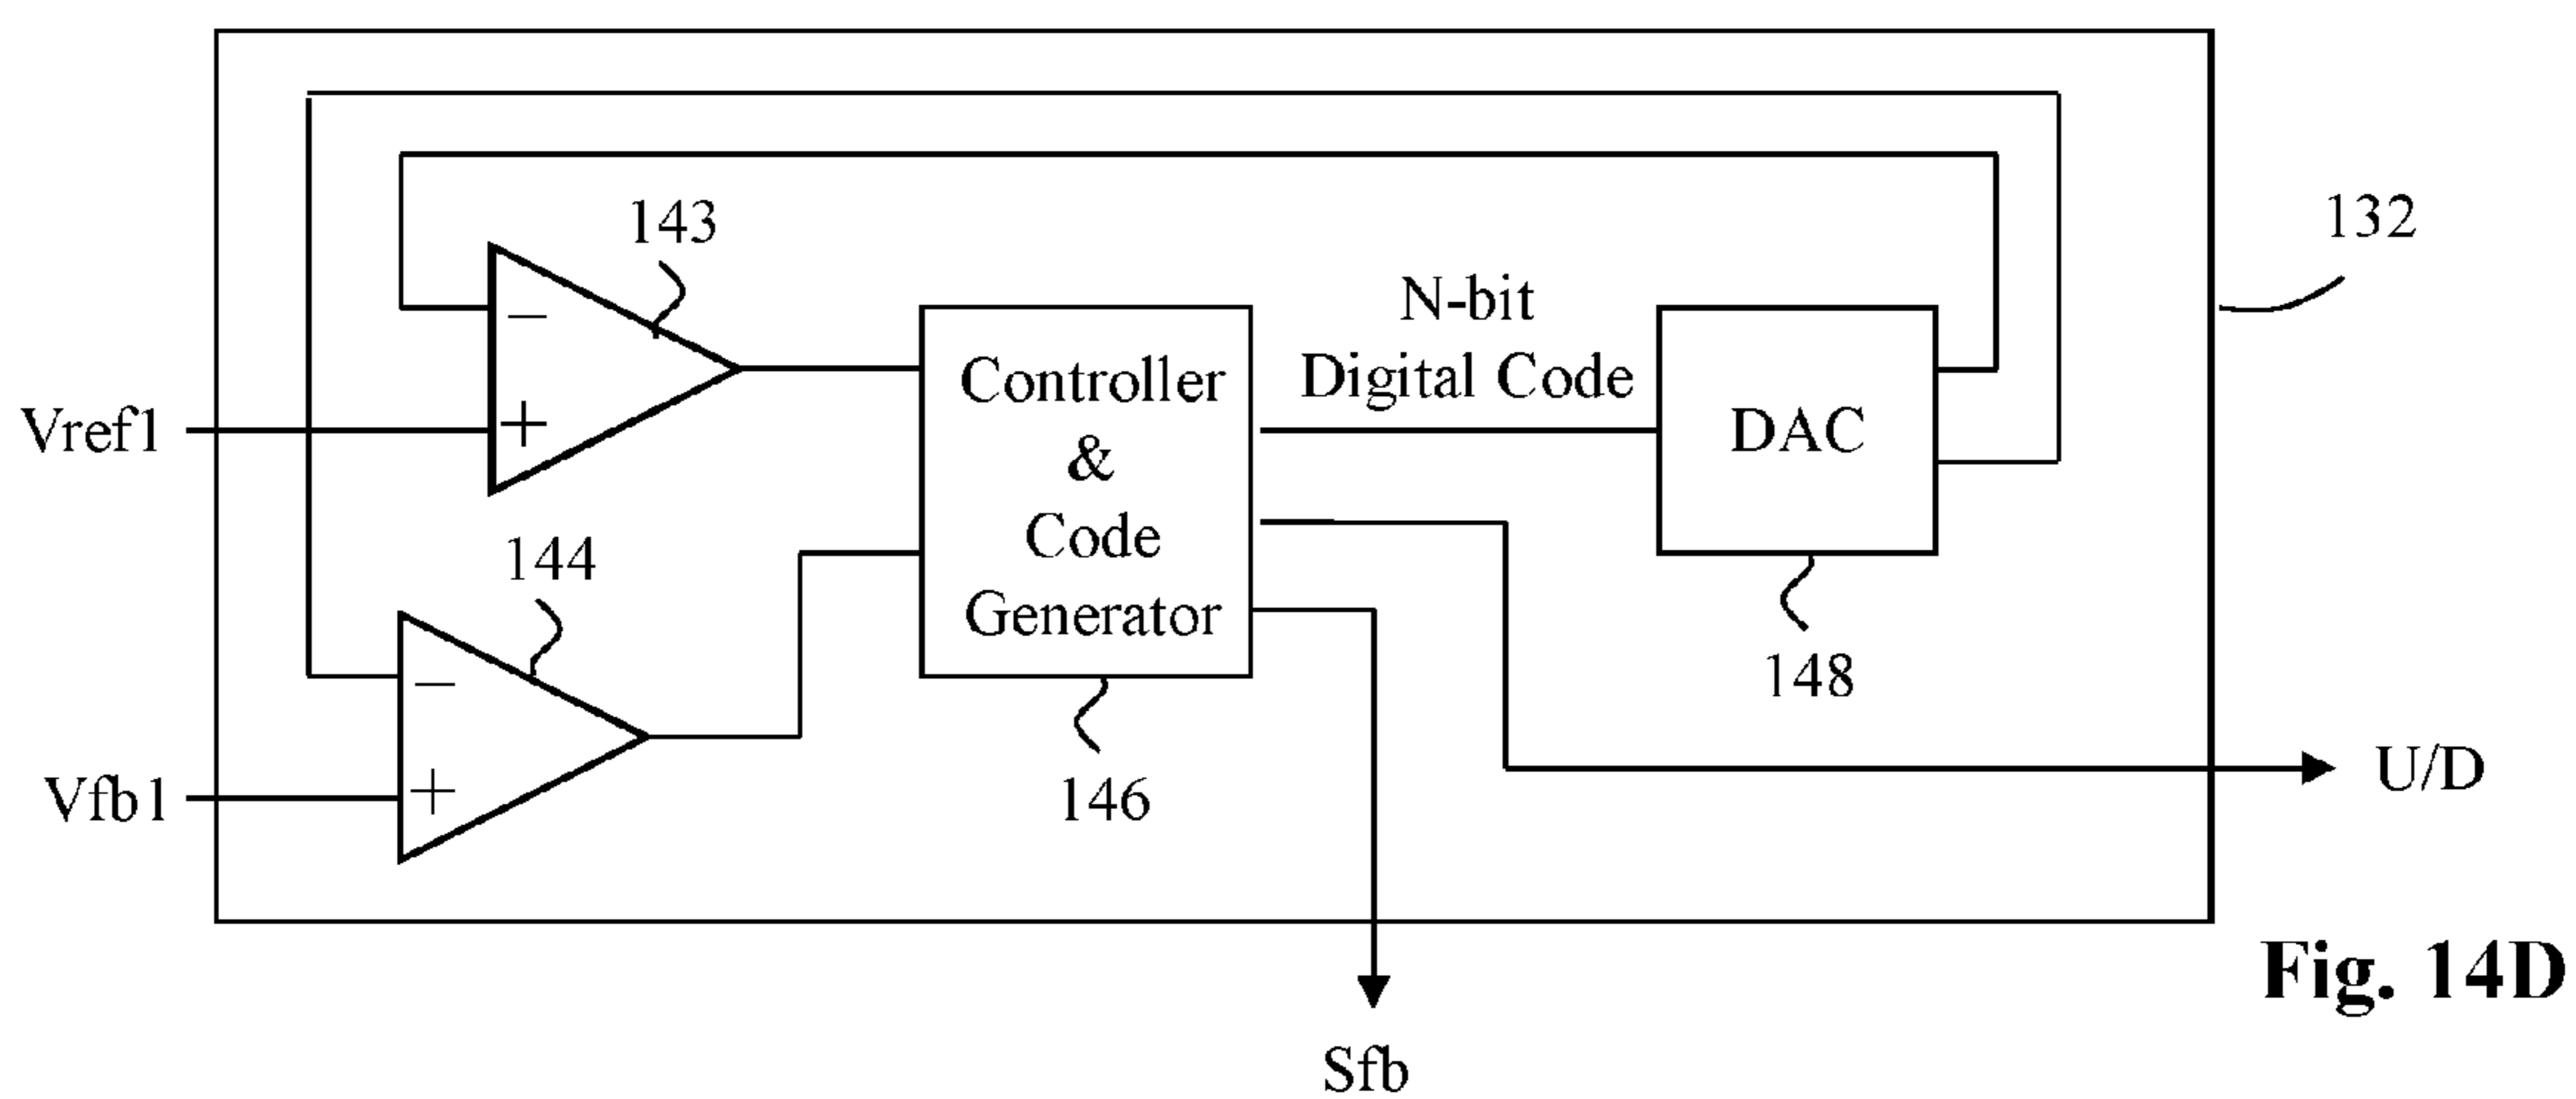 143
132
N-bit
Digital Code
Controller
&
Code
Generator
DAC
Vref1
−
+
144
148
−
+
Vfb1
146
U/D
Fig. 14D
Sfb